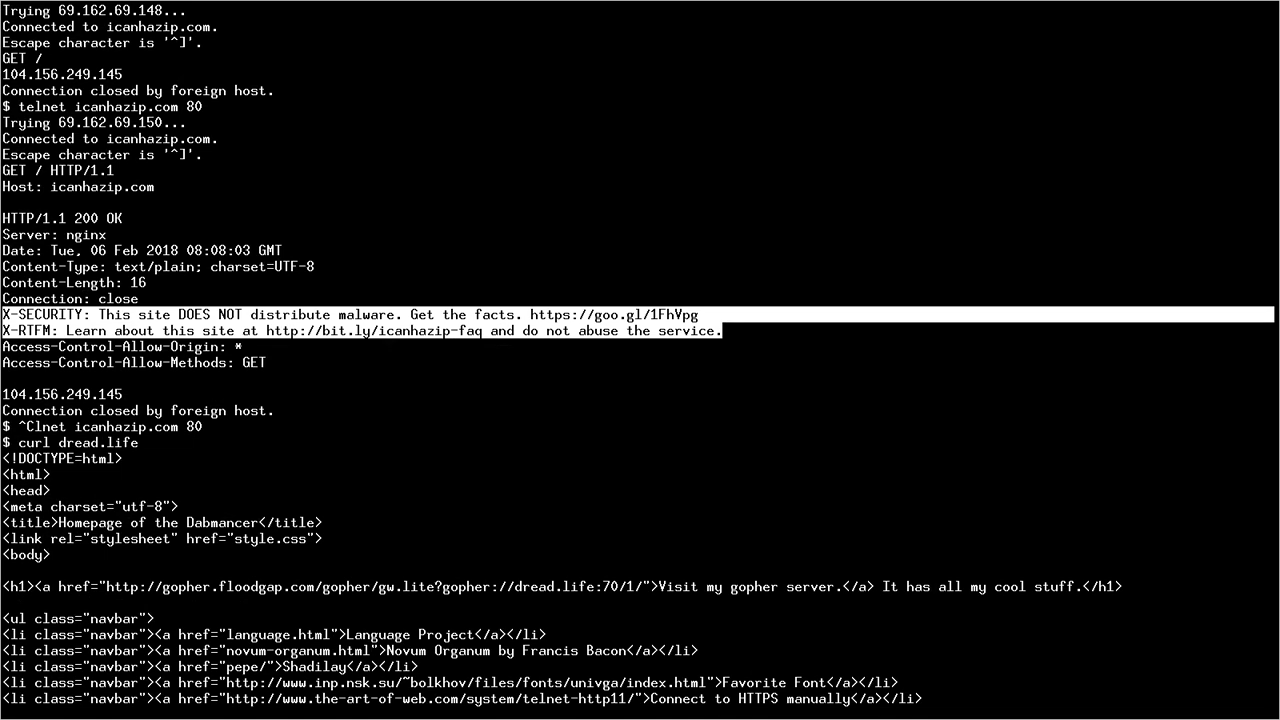 Trying 69.162.69.148...
Connected to icanhazip.com.
Escape character is '^]'.
GET /
104.156.249.145
Connection closed by foreign host.
$ telnet icanhazip.com 80
Trying 69.162.69.150...
Connected to icanhazip.com.
Escape character is '^]'.
GET / HTTP/1.1
Host: icanhazip.com
HTTP/1.1 200 OK
Server: nginx
Date: Tue, 06 Feb 2018 08:08:03 GMT
Content-Type: text/plain; charset=UTF-8
Content-Length: 16
Connection: close
X-SECURITY: This site DOES NOT distribute malware. Get the facts. https://goo.gl/1FhVpg
X-RTFM: Learn about this site at http://bit.ly/icanhazip-faq and do not abuse the service.
Access-Control-Allow-Origin: *
Access-Control-Allow-Methods: GET
104.156.249.145
Connection closed by foreign host.
$ ^Clnet icanhazip.com 80
$ curl dread.life
<!DOCTYPE=html>
<html>
<head>
<meta charset="utf-8">
<title>Homepage of the Dabmancer</title>
<link rel="stylesheet" href="style.css">
<body>
<h1><a href="http://gopher.floodgap.com/gopher/gw.lite?gopher://dread.life:70/1/">Visit my gopher server.</a> It has all my cool stuff.</h1>
<ul class="navbar">
<li class="navbar"><a href="language.html">Language Project</a></li>
<li class="navbar"><a href="novum-organum.html">Novum Organum by Francis Bacon</a></li>
<li class="navbar"><a href="pepe/">Shadilay</a></li>
<li class="navbar"><a href="http://www.inp.nsk.su/~bolkhov/files/fonts/univga/index.html">Favorite Font</a></li>
<li class="navbar"><a href="http://www.the-art-of-web.com/system/telnet-http11/">Connect to HTTPS manually</a></li>